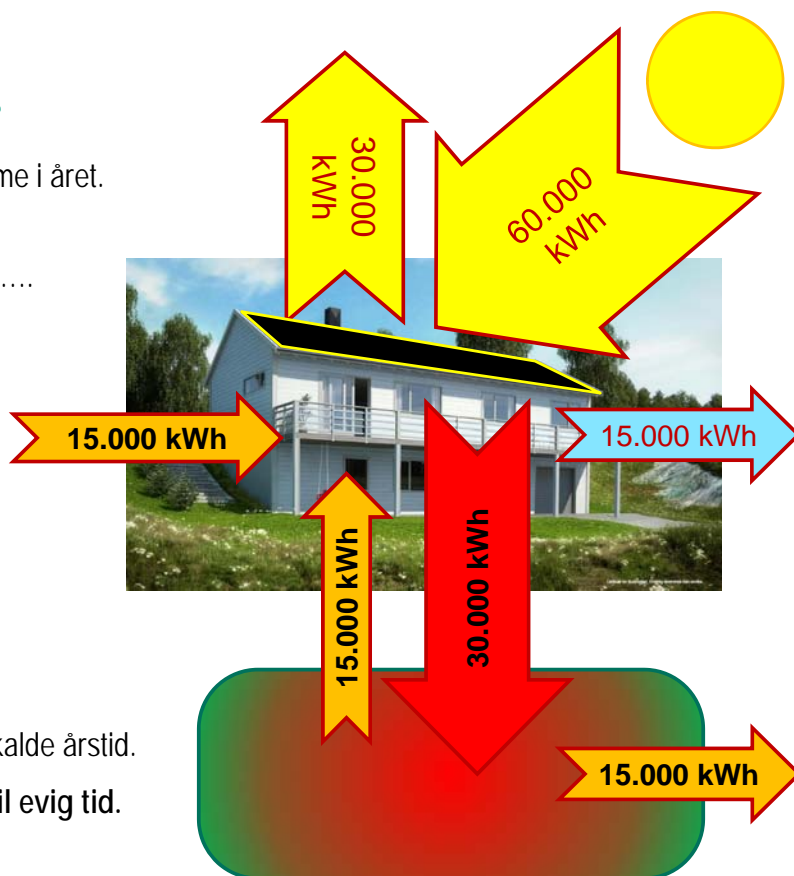 me i året.
….
30.000
kWh
60.000
kWh
15.000 kWh
15.000 kWh
15.000 kWh
30.000 kWh
kalde årstid.
il evig tid.
15.000 kWh